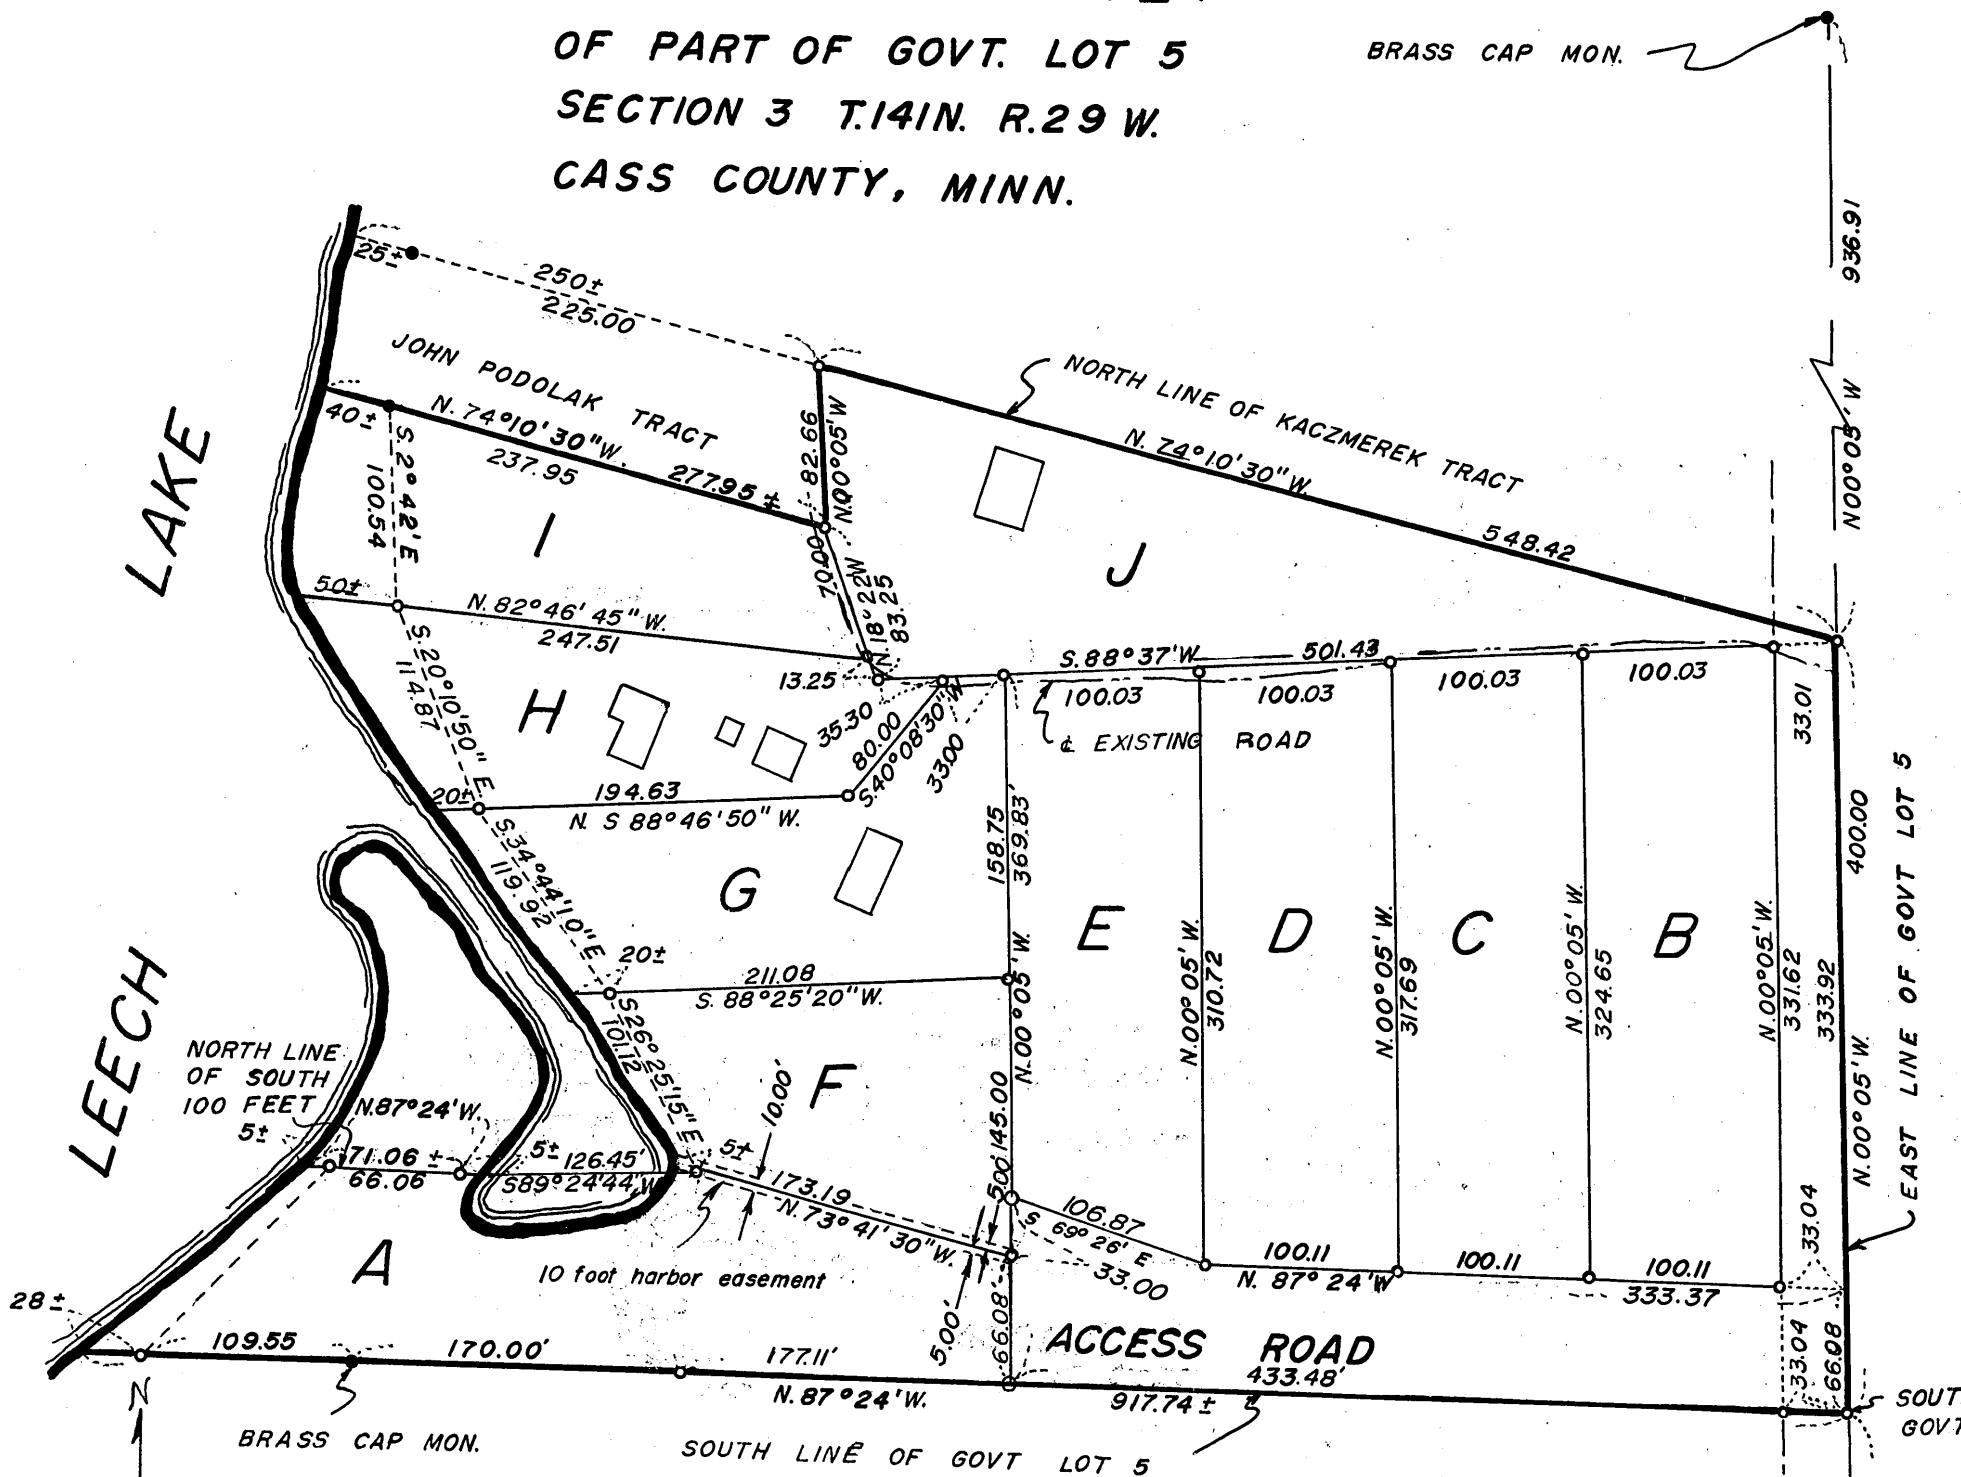 OF PART OF GOVT. LOT 5
SECTION 3 T.141N. R.29 W.
CASS COUNTY, MINN.
BRASS CAP MON.
936.91
N00°05' W
25±
250±
225.00
JOHN PODOLAK TRACT
N. 74°10'30"W.
237.95
277.95 ±
40±
S. 2°42' E
100.54
82.66
N.00°05' W
NORTH LINE OF KACZMEREK TRACT
N. 74°10'30" W.
548.42
LAKE
I
J
70.00
N. 18°22' W
83.25
50±
N. 82°46' 45" W.
247.51
S. 20°10'50" E
114.87
H
13.25
S. 88°37' W
501.43
100.03
100.03
100.03
100.03
33.01
35.30
80.00
S.40°08'30" W
33.00
℄ EXISTING ROAD
20±
194.63
N. S 88°46'50" W.
S.34°44'10" E
119.92
G
158.75
369.83'
N.00°05' W.
E
N.00°05' W.
310.72
D
N.00°05' W.
317.69
C
N.00°05' W.
324.65
B
N.00°05' W.
331.62
333.92
400.00
N.00°05' W.
EAST LINE OF GOVT LOT 5
20±
211.08
S. 88°25'20" W.
S26°25'15" E
101.12
LEECH
NORTH LINE
OF SOUTH
100 FEET
5±
N.87°24' W.
71.06 ±
66.06
5±
126.45'
S89°24'44" W
5±
10.00'
F
145.00
5.00'
173.19
N. 73°41'30" W.
106.87
S 69°26' E
33.00
100.11
N. 87°24' W
100.11
100.11
333.37
33.04
A
10 foot harbor easement
5.00'
66.08'
28±
109.55
170.00'
177.11'
N. 87°24' W.
ACCESS ROAD
433.48'
917.74 ±
33.04
66.08
N
BRASS CAP MON.
SOUTH LINE OF GOVT LOT 5
SOUT
GOVT